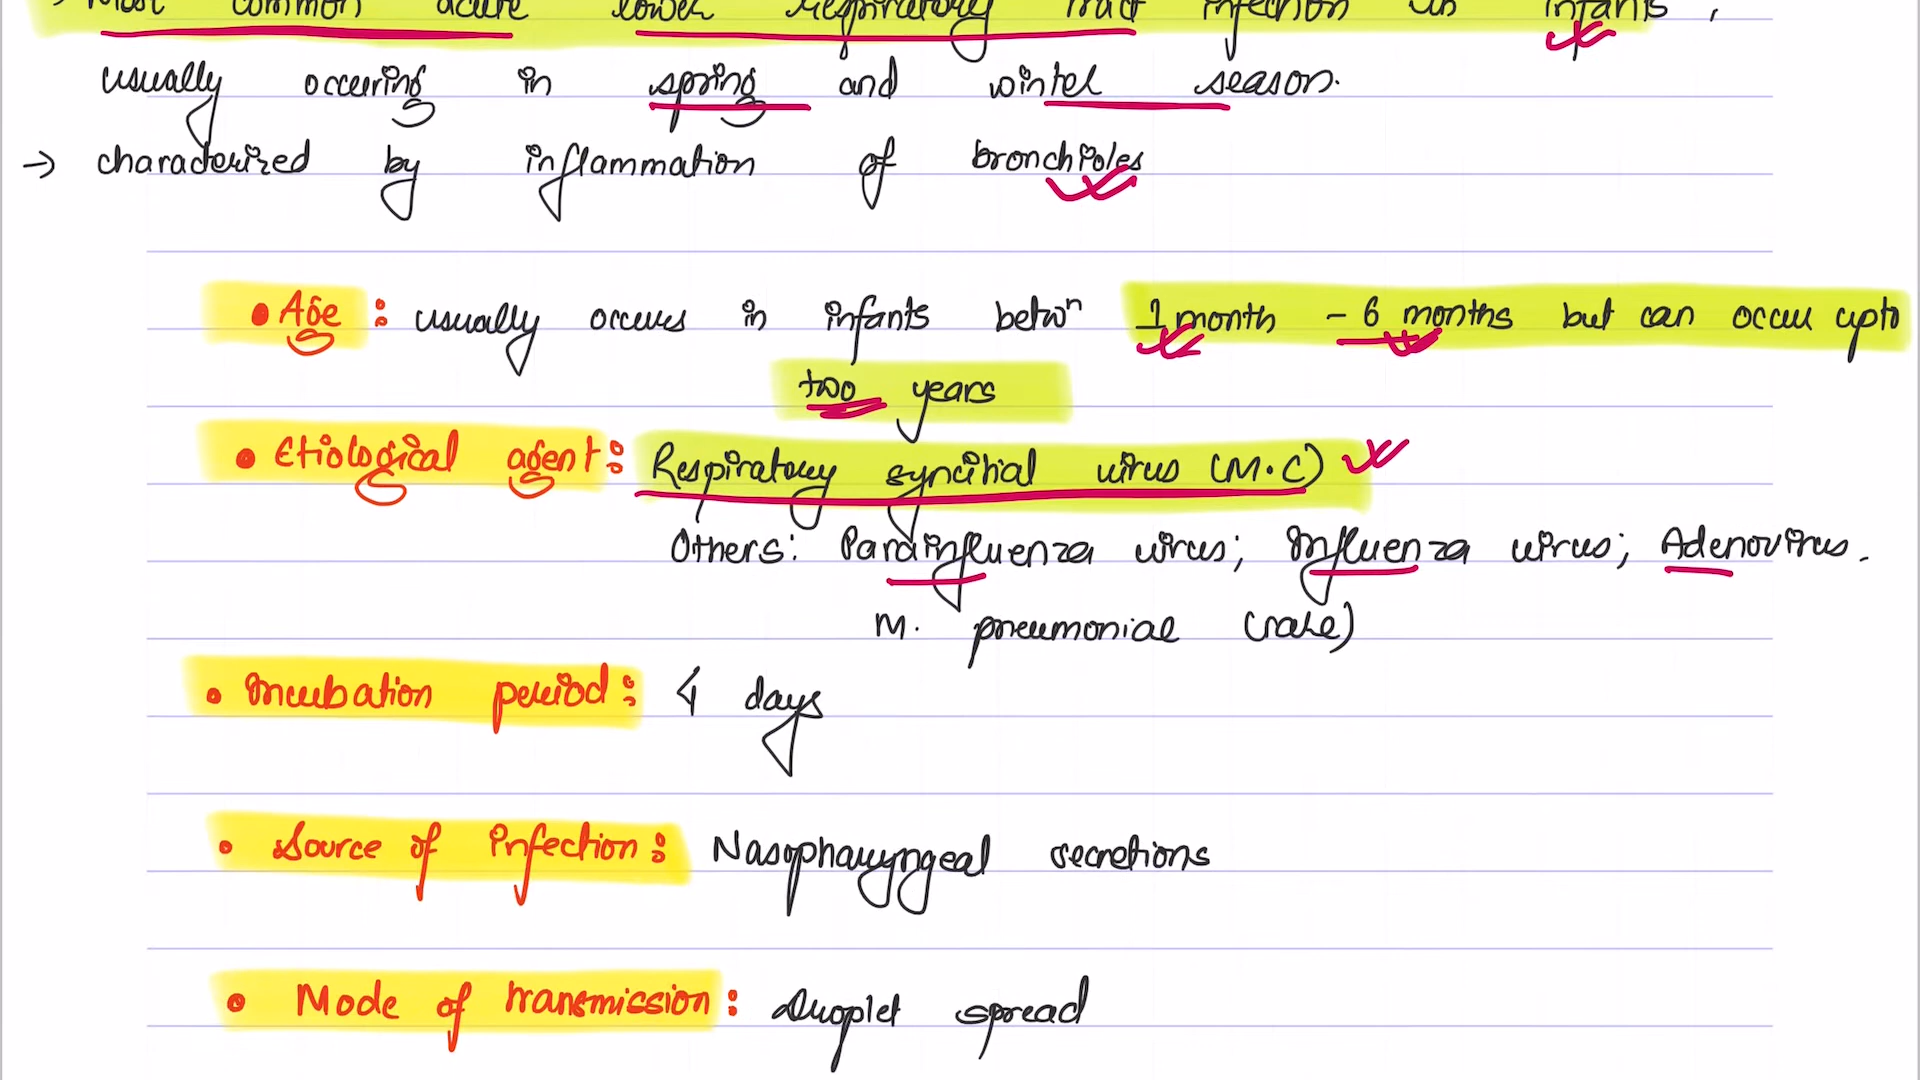 → Most common acute lower respiratory tract infection in infants,
usually occuring in spring and winter season.
→ characterized by inflammation of bronchioles
• Age : usually occurs in infants betwⁿ 1 month - 6 months but can occur upto
two years
• Etiological agent: Respiratory syncitial virus (M.C)
Others: Parainfluenza virus; Influenza virus; Adenovirus.
M. pneumoniae (rare)
• Incubation period: 4 days
• Source of infection: Nasopharyngeal secretions
• Mode of transmission: Droplet spread